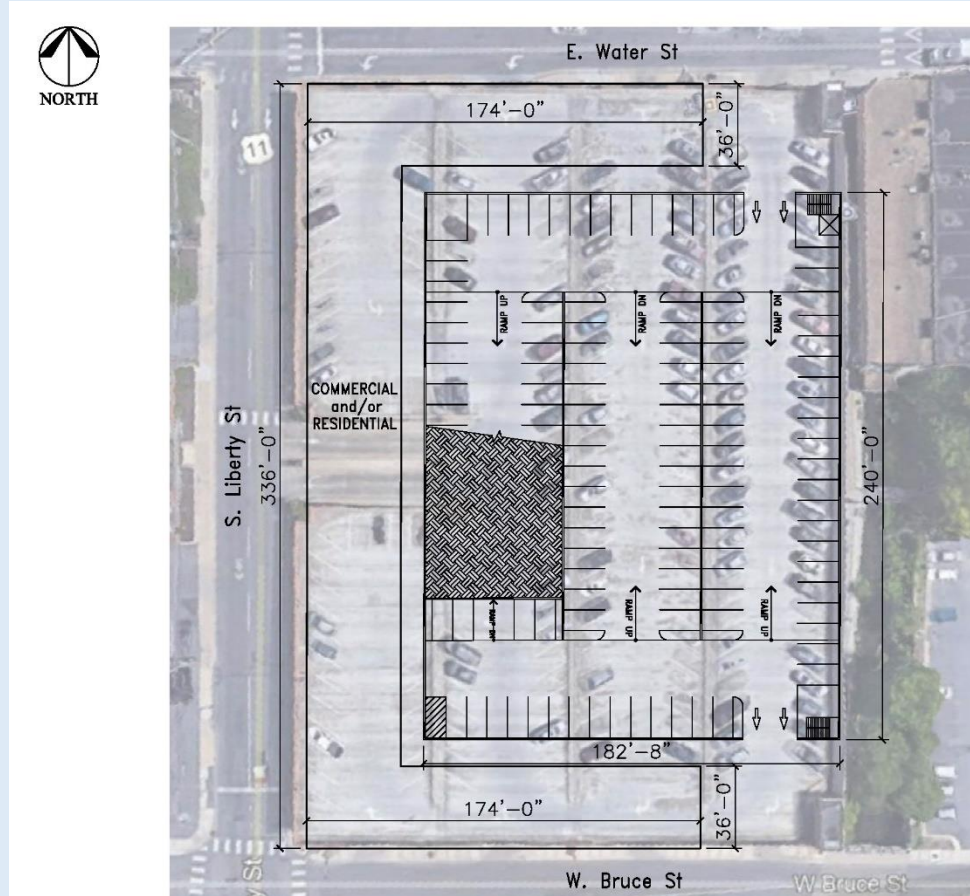 NORTH
E. Water St
174'-0"
36'-0"
11
RAMP UP
RAMP DN
RAMP DN
COMMERCIAL
and/or
RESIDENTIAL
S. Liberty St
336'-0"
240'-0"
RAMP DN
RAMP UP
RAMP UP
182'-8"
174'-0"
36'-0"
y St
W. Bruce St
W Bruce St